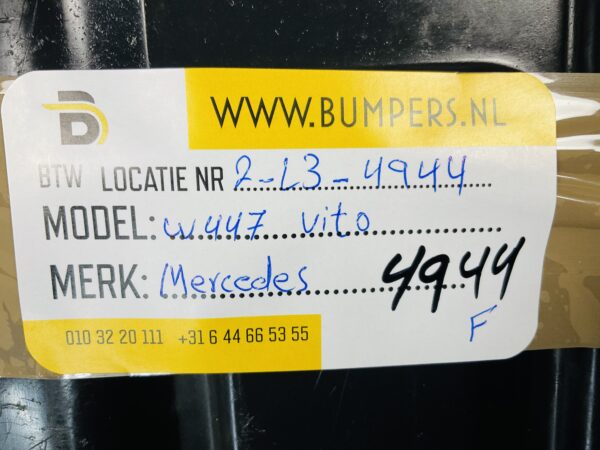 WWW.BUMPERS.NL
BTW LOCATIE NR 2-L3-4944
MODEL: W447 Vito
MERK: Mercedes 4944
F
010 32 20 111 +31 6 44 66 53 55